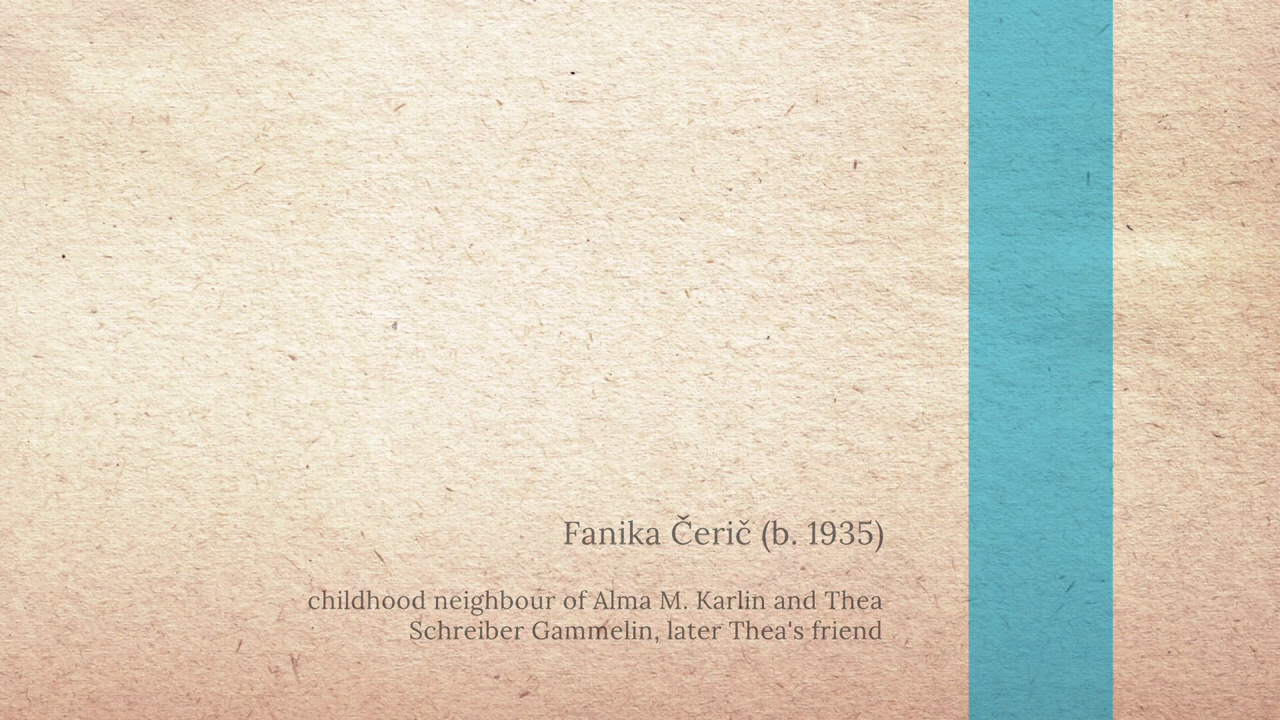 Fanika Čerič (b. 1935)
childhood neighbour of Alma M. Karlin and Thea
Schreiber Gammelin, later Thea's friend